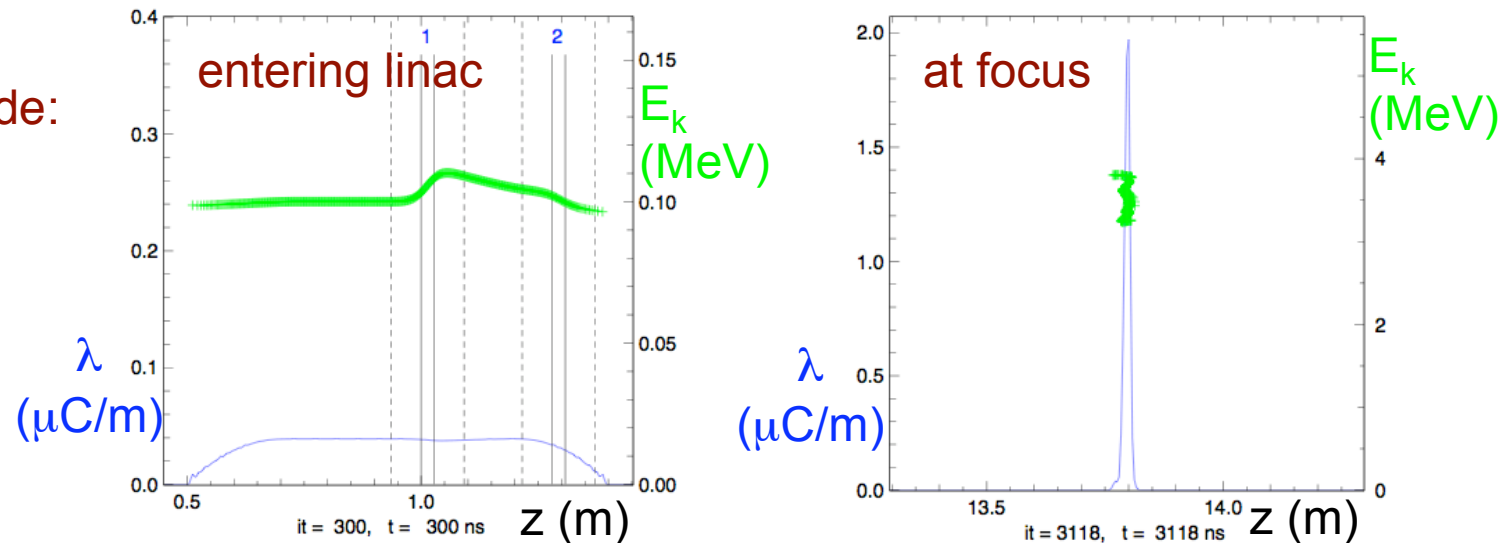 de:
entering linac
1
2
0.4
0.3
0.2
0.1
0.0
λ
(μC/m)
0.15
0.10
0.05
0.00
E_k
(MeV)
0.5
1.0
z (m)
it = 300, t = 300 ns
at focus
2.0
1.5
1.0
0.5
0.0
λ
(μC/m)
E_k
(MeV)
4
2
0
13.5
14.0
z (m)
it = 3118, t = 3118 ns